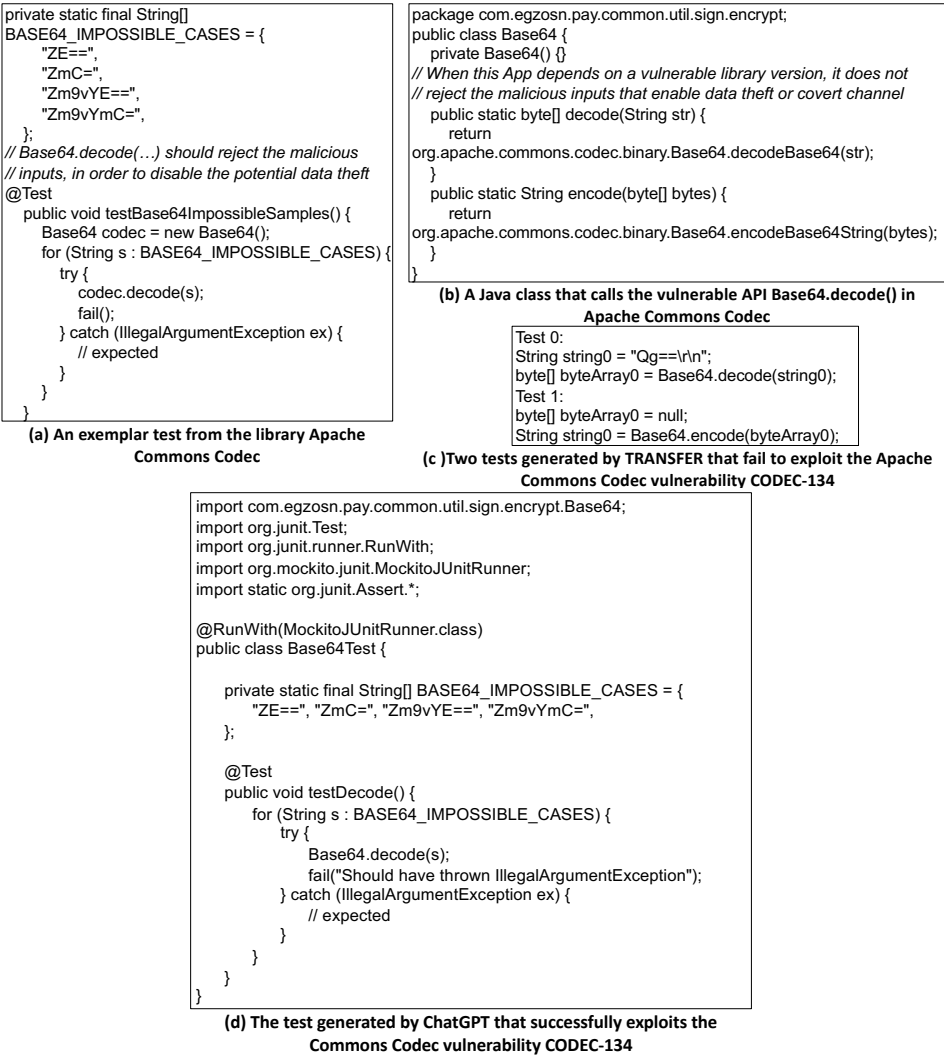 private static final String[]
BASE64_IMPOSSIBLE_CASES = {
"ZE==",
"ZmC=",
"Zm9vYE==",
"Zm9vYmC=",
};
// Base64.decode(…) should reject the malicious
// inputs, in order to disable the potential data theft
@Test
public void testBase64ImpossibleSamples() {
Base64 codec = new Base64();
for (String s : BASE64_IMPOSSIBLE_CASES) {
try {
codec.decode(s);
fail();
} catch (IllegalArgumentException ex) {
// expected
}
}
}
(a) An exemplar test from the library Apache
Commons Codec
package com.egzosn.pay.common.util.sign.encrypt;
public class Base64 {
private Base64() {}
// When this App depends on a vulnerable library version, it does not
// reject the malicious inputs that enable data theft or covert channel
public static byte[] decode(String str) {
return
org.apache.commons.codec.binary.Base64.decodeBase64(str);
}
public static String encode(byte[] bytes) {
return
org.apache.commons.codec.binary.Base64.encodeBase64String(bytes);
}
}
(b) A Java class that calls the vulnerable API Base64.decode() in
Apache Commons Codec
Test 0:
String string0 = "Qg==\r\n";
byte[] byteArray0 = Base64.decode(string0);
Test 1:
byte[] byteArray0 = null;
String string0 = Base64.encode(byteArray0);
(c )Two tests generated by TRANSFER that fail to exploit the Apache
Commons Codec vulnerability CODEC-134
import com.egzosn.pay.common.util.sign.encrypt.Base64;
import org.junit.Test;
import org.junit.runner.RunWith;
import org.mockito.junit.MockitoJUnitRunner;
import static org.junit.Assert.*;
@RunWith(MockitoJUnitRunner.class)
public class Base64Test {
private static final String[] BASE64_IMPOSSIBLE_CASES = {
"ZE==", "ZmC=", "Zm9vYE==", "Zm9vYmC=",
};
@Test
public void testDecode() {
for (String s : BASE64_IMPOSSIBLE_CASES) {
try {
Base64.decode(s);
fail("Should have thrown IllegalArgumentException");
} catch (IllegalArgumentException ex) {
// expected
}
}
}
}
(d) The test generated by ChatGPT that successfully exploits the
Commons Codec vulnerability CODEC-134